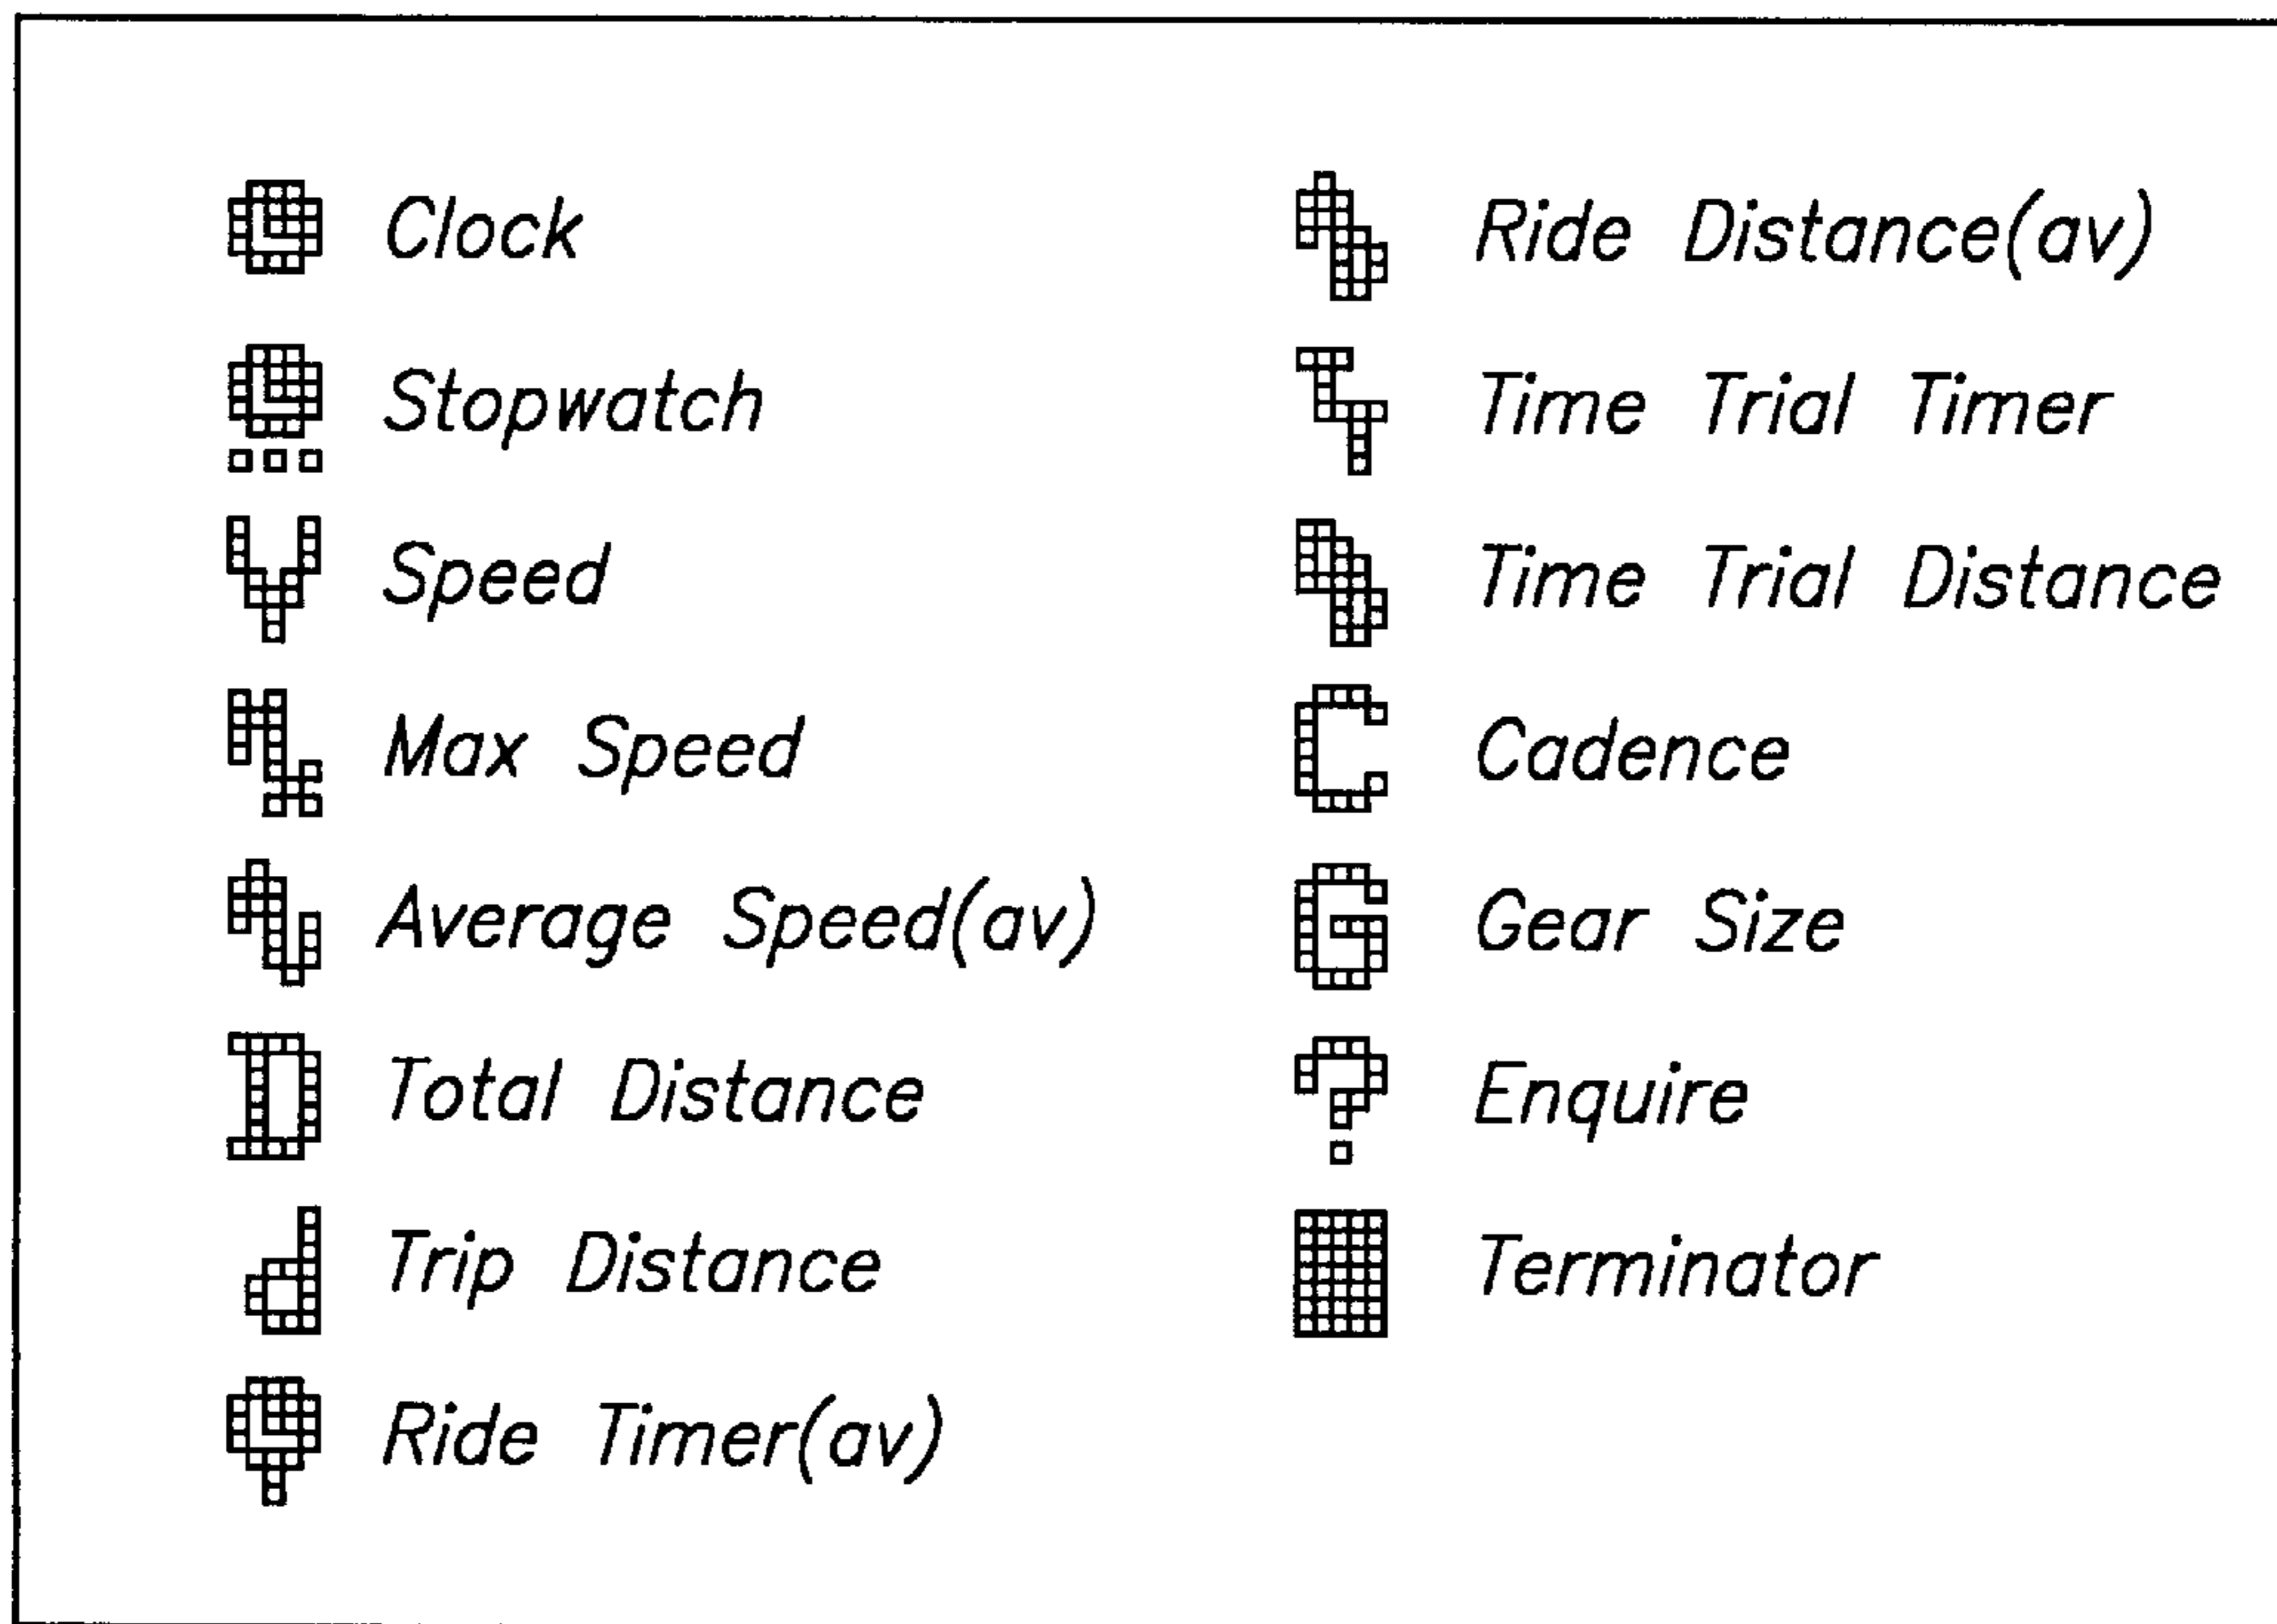 Clock
Stopwatch
Speed
Max Speed
Average Speed(av)
Total Distance
Trip Distance
Ride Timer(av)
Ride Distance(av)
Time Trial Timer
Time Trial Distance
Cadence
Gear Size
Enquire
Terminator